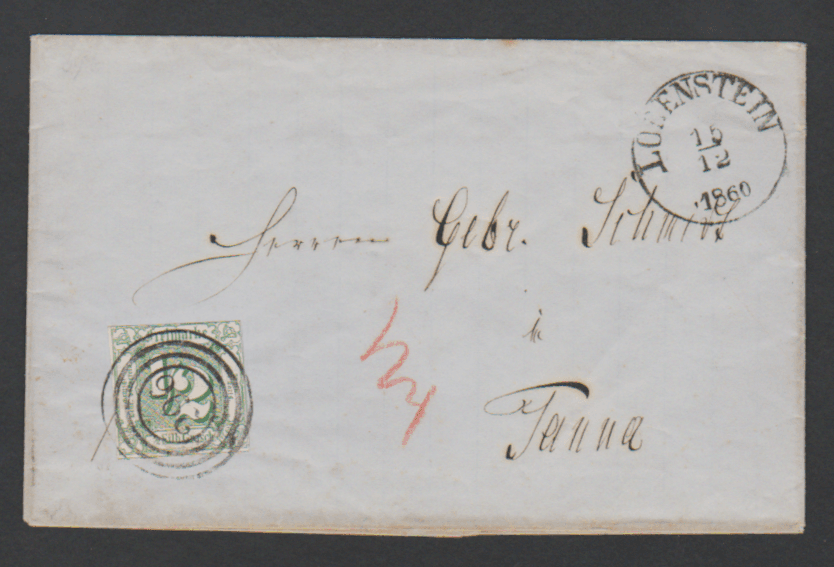 LOBENSTEIN
15
12
1860
Herren Gebr. Schmidt
in
Tanna